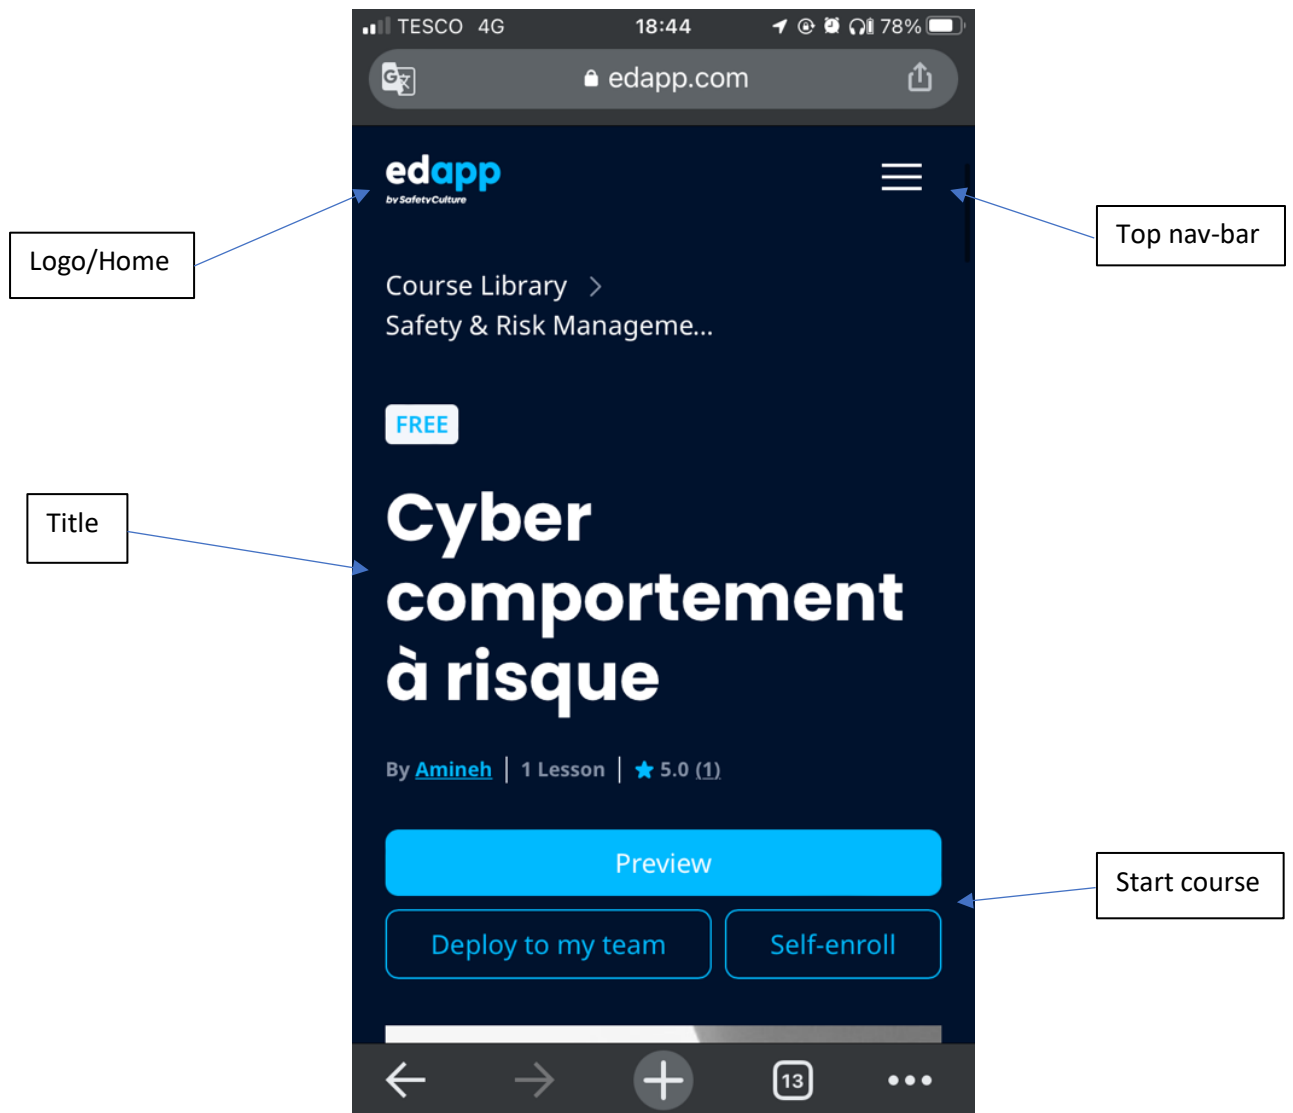 TESCO 4G 18:44 78%
edapp.com
edapp
by SafetyCulture
Top nav-bar
Logo/Home
Course Library >
Safety & Risk Manageme...
FREE
Title
Cyber
comportement
à risque
By Amineh | 1 Lesson | ★ 5.0 (1)
Preview
Start course
Deploy to my team
Self-enroll
13